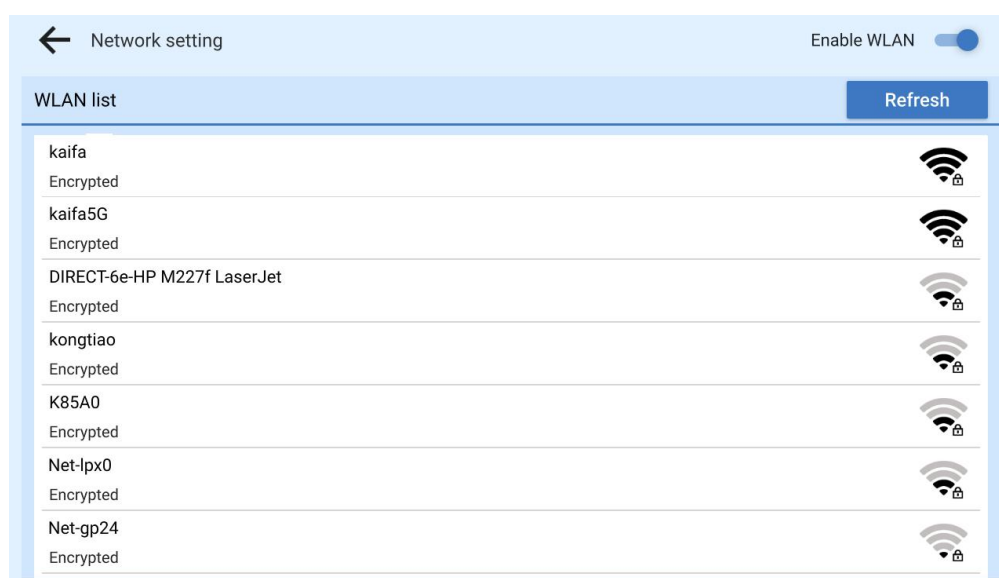 Network setting
Enable WLAN
WLAN list
Refresh
kaifa
Encrypted
kaifa5G
Encrypted
DIRECT-6e-HP M227f LaserJet
Encrypted
kongtiao
Encrypted
K85A0
Encrypted
Net-lpx0
Encrypted
Net-gp24
Encrypted